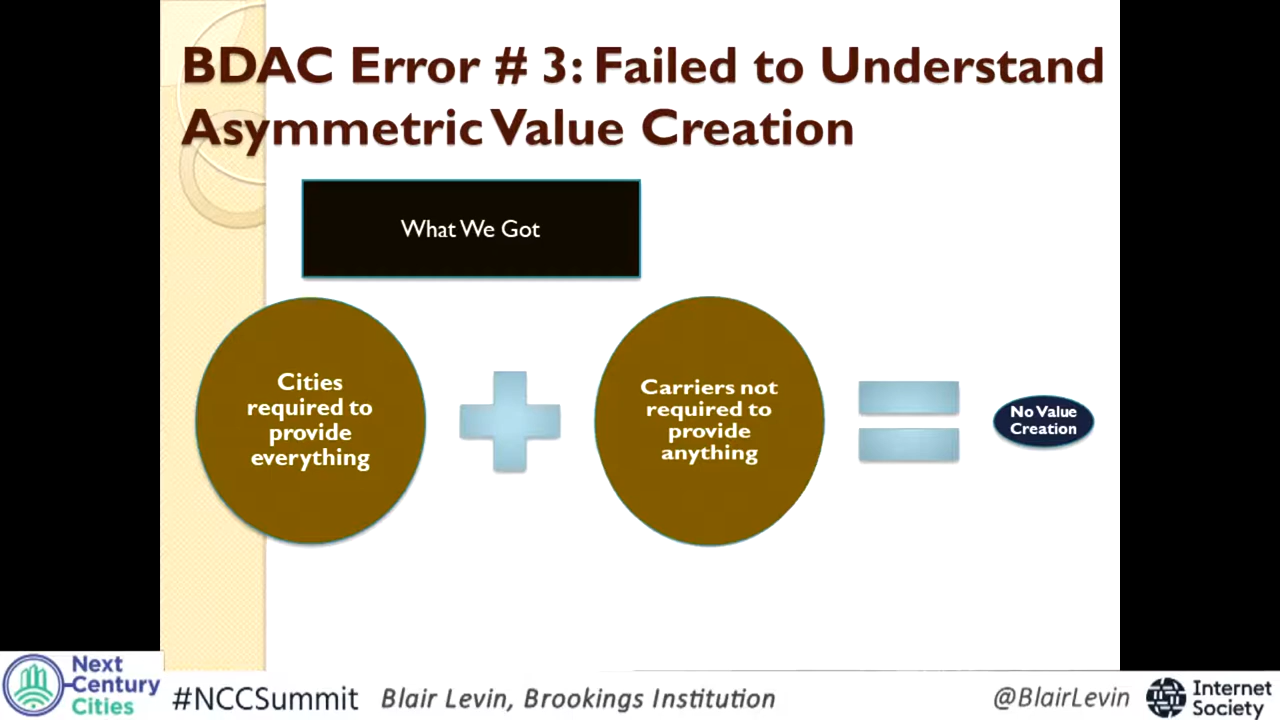 BDAC Error # 3: Failed to Understand
Asymmetric Value Creation
What We Got
Cities
required to
provide
everything
Carriers not
required to
provide
anything
No Value
Creation
Next
Century
Cities
#NCCSummit
Blair Levin, Brookings Institution
@BlairLevin
Internet
Society